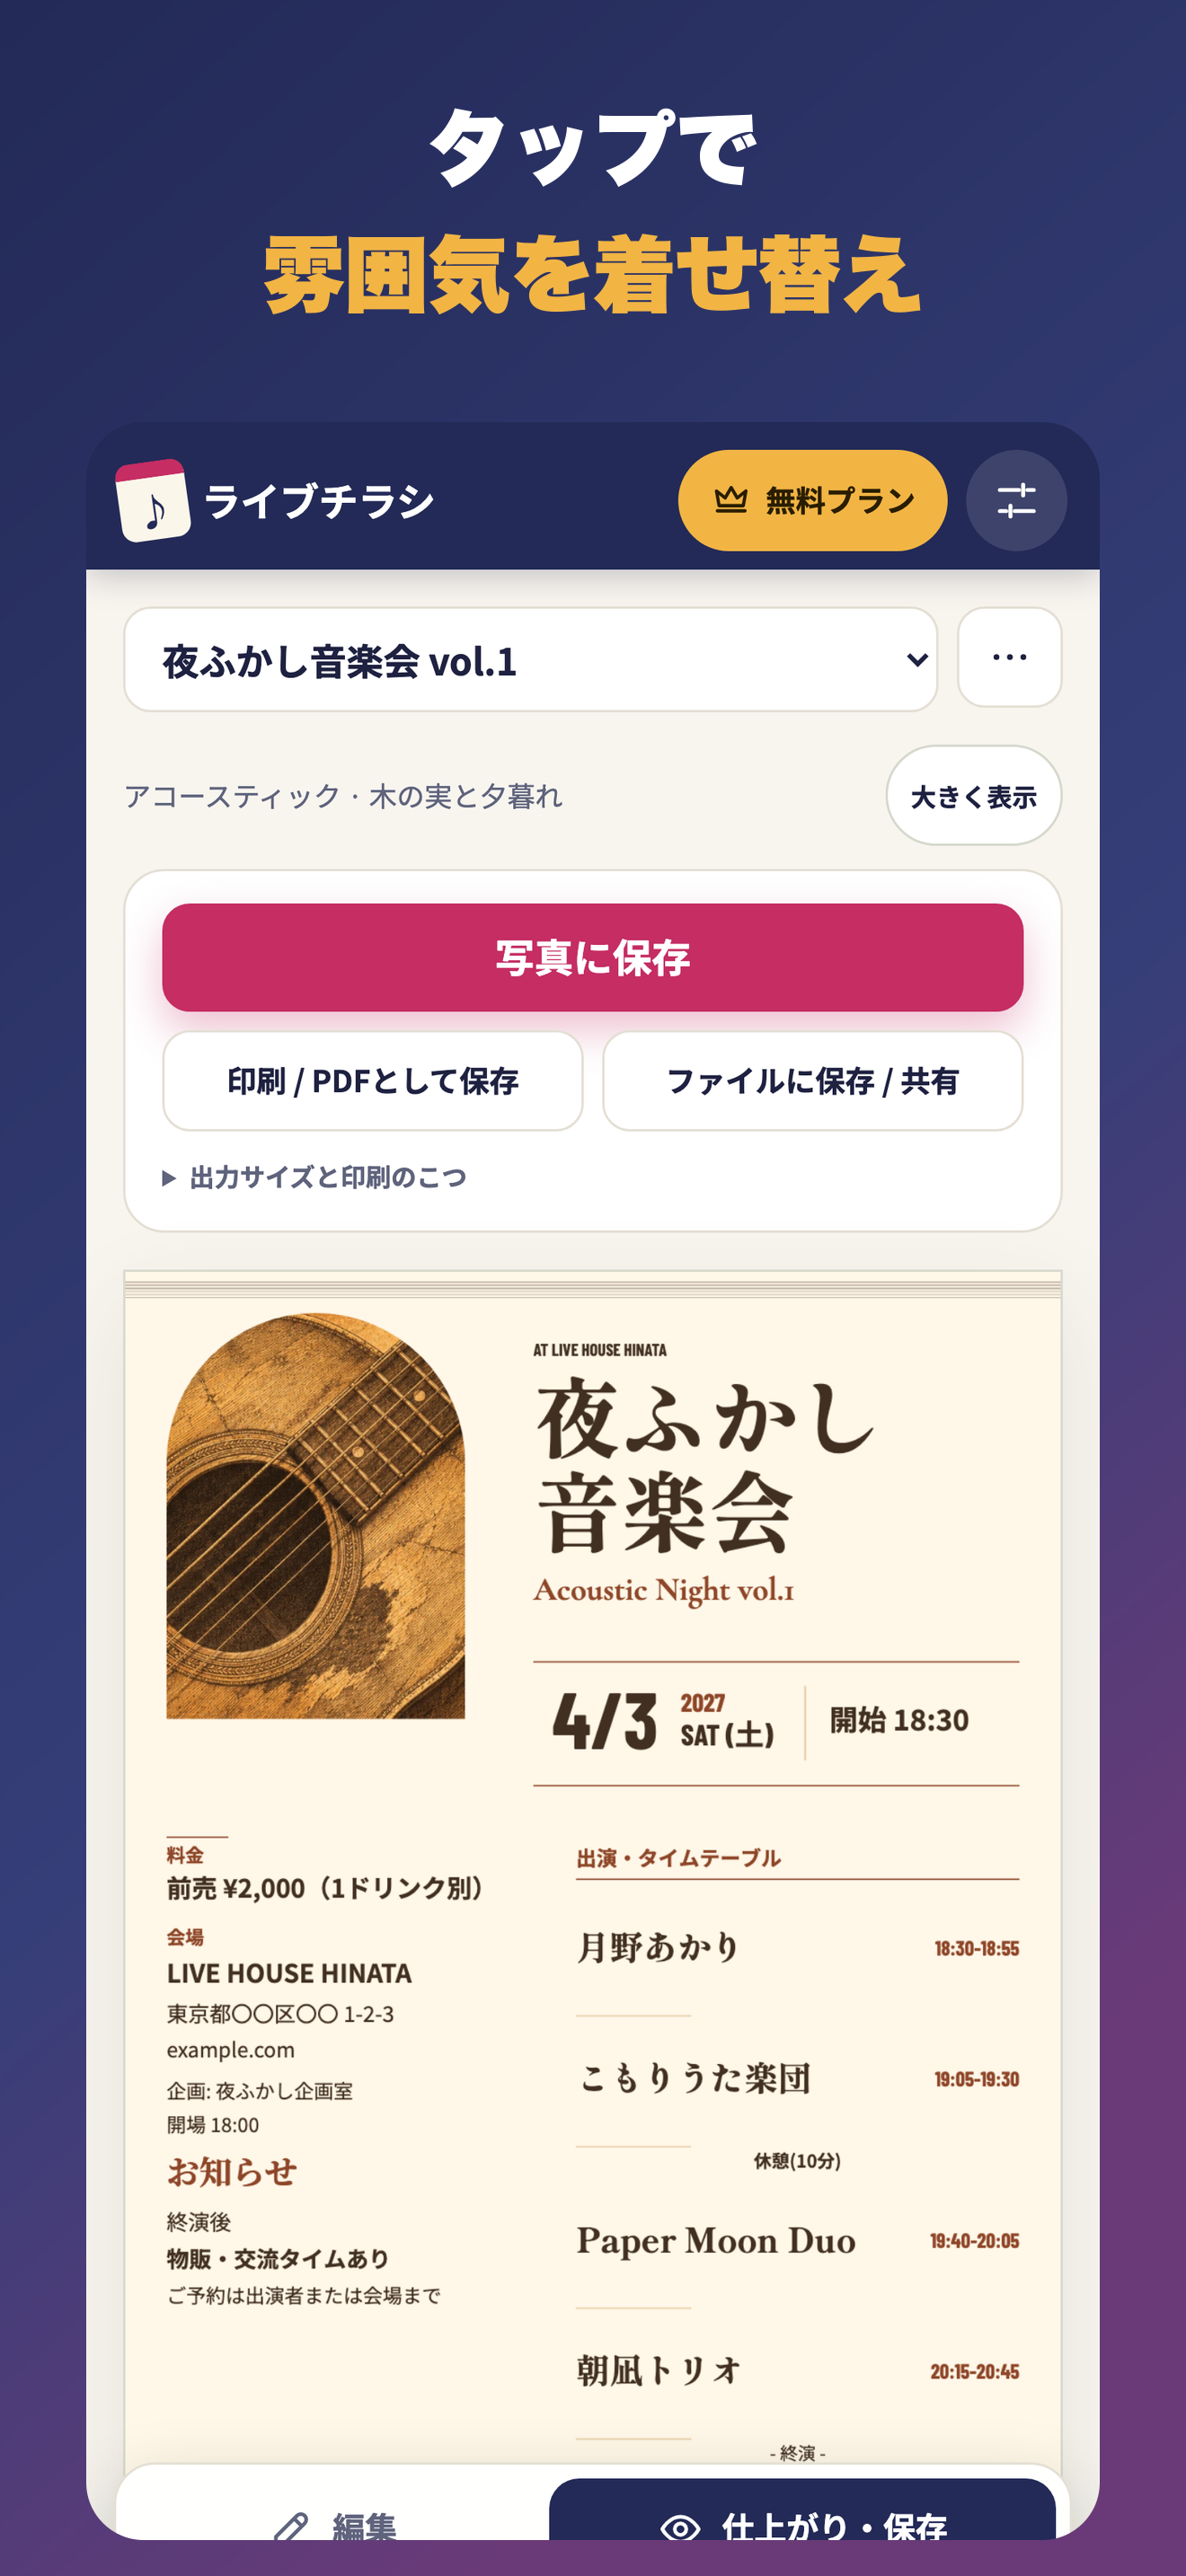 タップで
雰囲気を着せ替え
ライブチラシ
無料プラン
夜ふかし音楽会 vol.1
アコースティック · 木の実と夕暮れ
大きく表示
写真に保存
印刷 / PDFとして保存
ファイルに保存 / 共有
出力サイズと印刷のこつ
AT LIVE HOUSE HINATA
夜ふかし
音楽会
Acoustic Night vol.1
4/3
2027
SAT (土)
開始 18:30
料金
前売 ¥2,000（1ドリンク別）
会場
LIVE HOUSE HINATA
東京都〇〇区〇〇 1-2-3
example.com
企画: 夜ふかし企画室
開場 18:00
お知らせ
終演後
物販・交流タイムあり
ご予約は出演者または会場まで
出演・タイムテーブル
月野あかり 18:30-18:55
こもりうた楽団 19:05-19:30
休憩(10分)
Paper Moon Duo 19:40-20:05
朝凪トリオ 20:15-20:45
- 終演 -
編集
仕上がり・保存